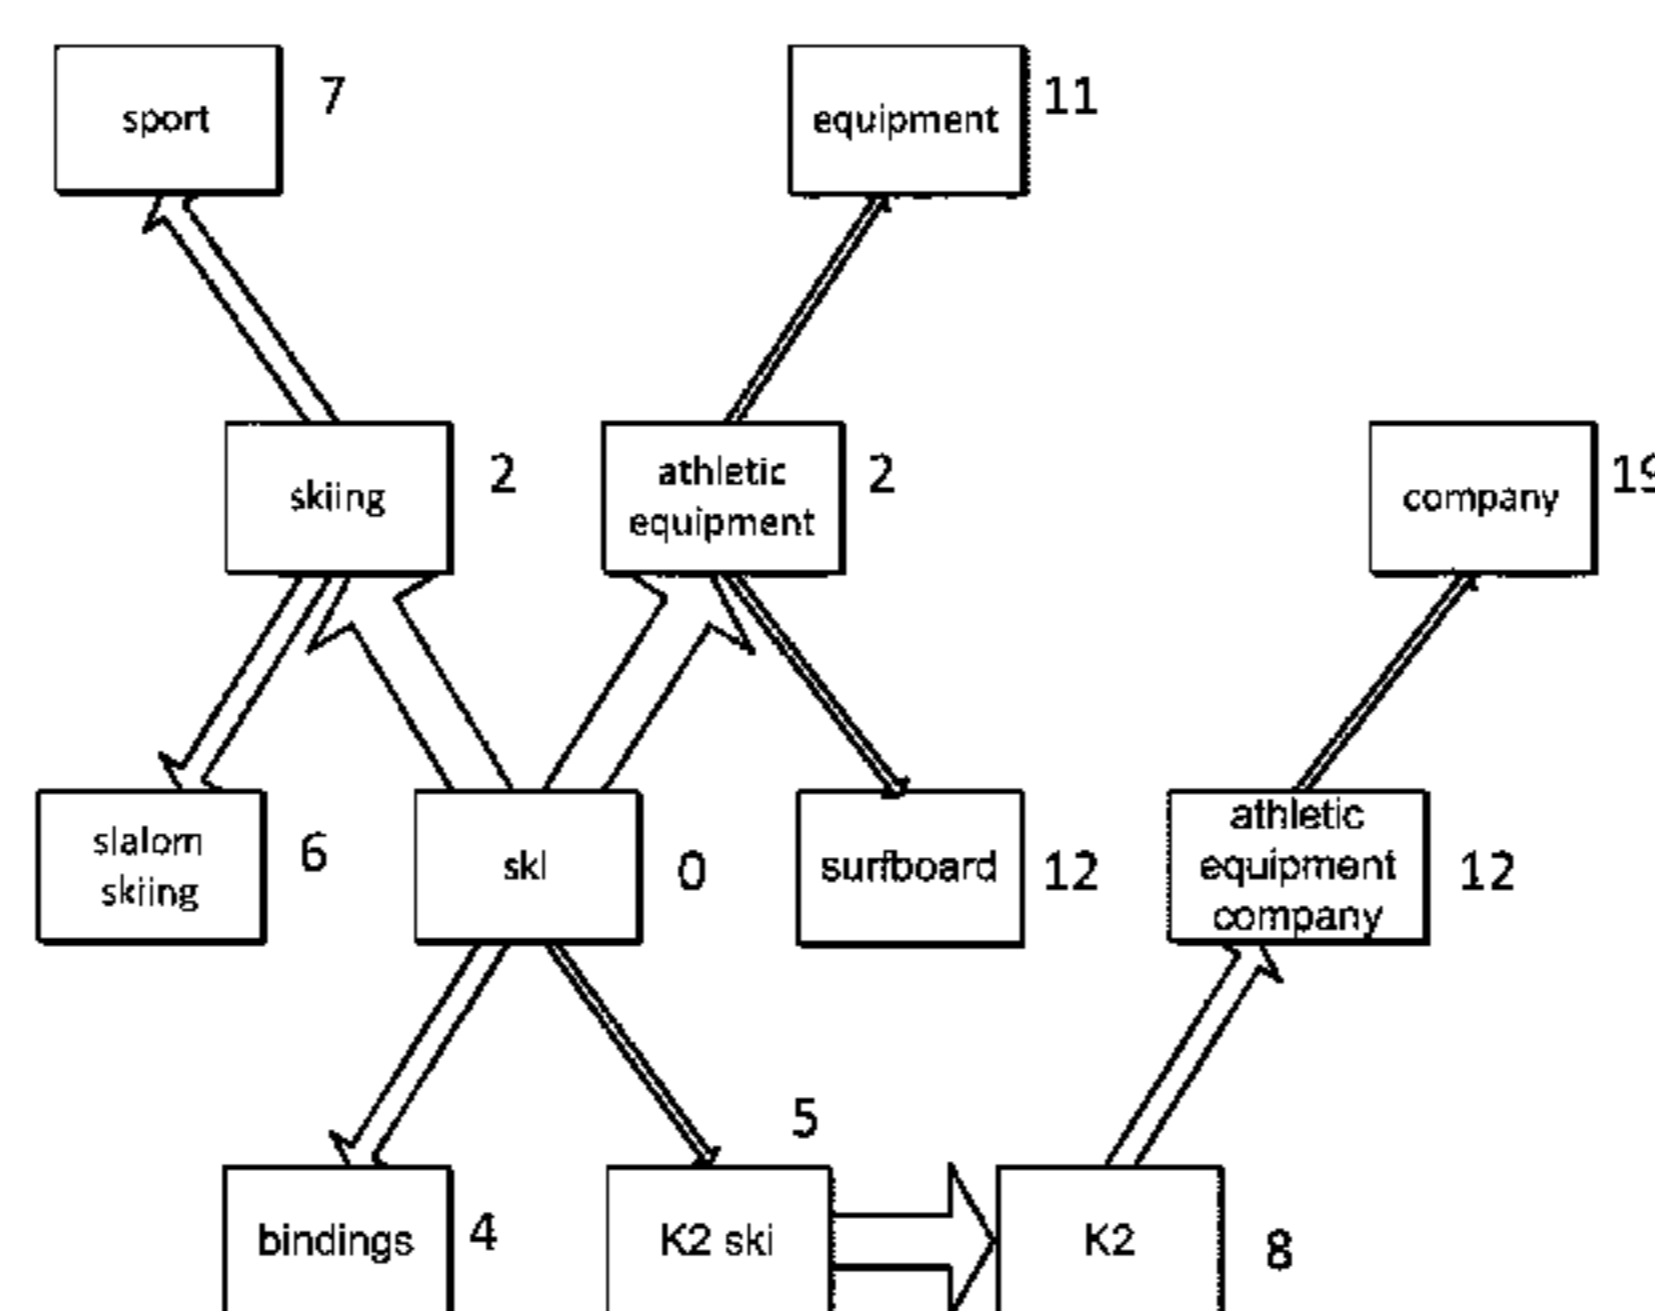 sport 7
equipment 11
skiing 2
athletic
equipment 2
company 19
slalom
skiing 6
ski 0
surfboard 12
athletic
equipment
company 12
bindings 4
K2 ski 5
K2 8